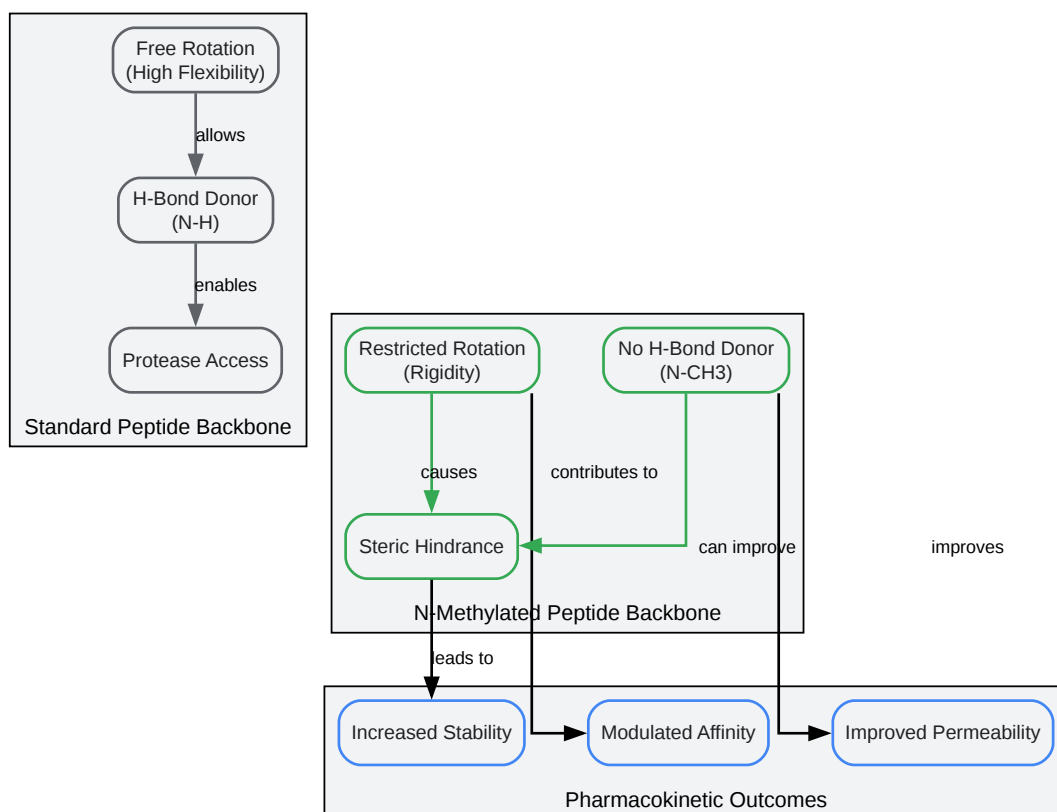 Free Rotation
(High Flexibility)
allows
H-Bond Donor
(N-H)
enables
Protease Access
Standard Peptide Backbone
Restricted Rotation
(Rigidity)
No H-Bond Donor
(N-CH3)
causes
contributes to
Steric Hindrance
can improve
improves
N-Methylated Peptide Backbone
leads to
Increased Stability
Modulated Affinity
Improved Permeability
Pharmacokinetic Outcomes